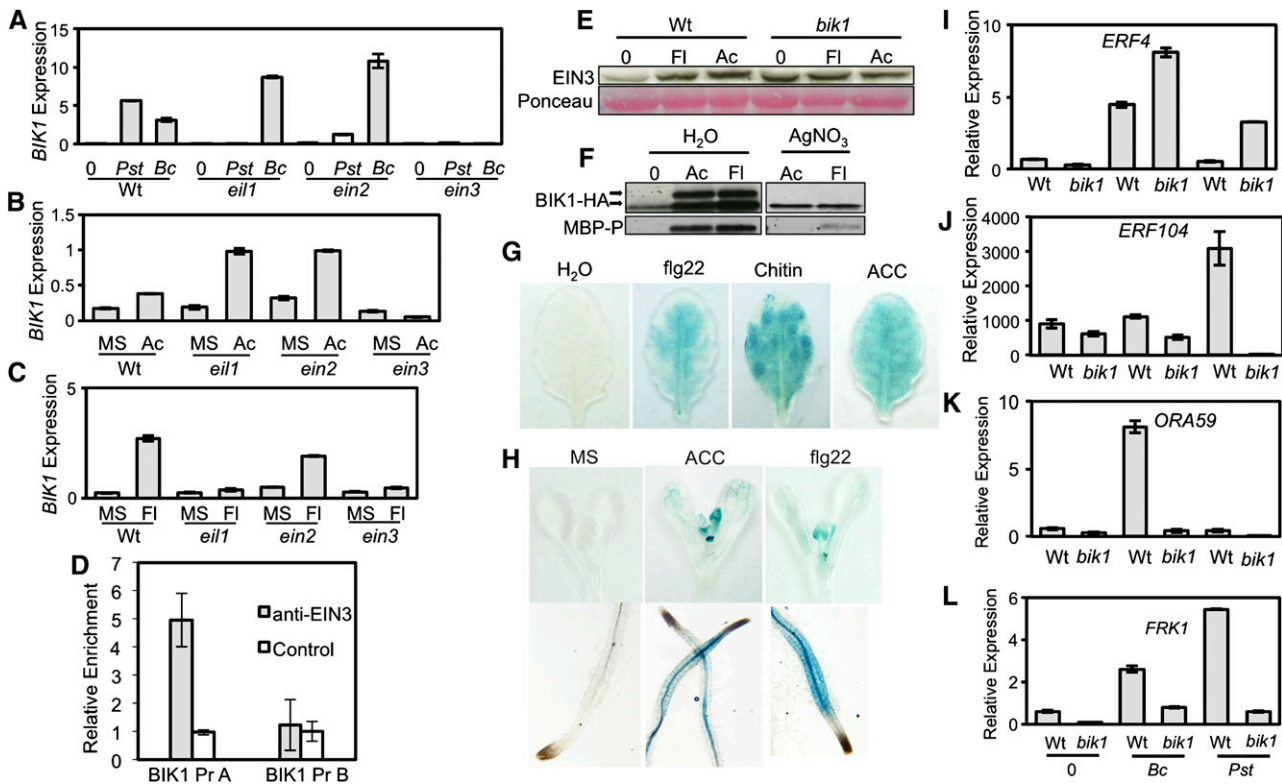 A
BIK1 Expression
15
10
5
0
0 Pst Bc 0 Pst Bc 0 Pst Bc 0 Pst Bc
Wt eil1 ein2 ein3
B
BIK1 Expression
1.5
1
0.5
0
MS Ac MS Ac MS Ac MS Ac
Wt eil1 ein2 ein3
C
BIK1 Expression
5
0
MS Fl MS Fl MS Fl MS Fl
Wt eil1 ein2 ein3
D
Relative Enrichment
7
6
5
4
3
2
1
0
anti-EIN3
Control
BIK1 Pr A BIK1 Pr B
E
Wt bik1
0 Fl Ac 0 Fl Ac
EIN3
Ponceau
F
H2O AgNO3
0 Ac Fl Ac Fl
BIK1-HA
MBP-P
G
H2O flg22 Chitin ACC
H
MS ACC flg22
I
Relative Expression
10
5
0
ERF4
Wt bik1 Wt bik1 Wt bik1
J
Relative Expression
4000
3000
2000
1000
0
ERF104
Wt bik1 Wt bik1 Wt bik1
K
Relative Expression
10
5
0
ORA59
Wt bik1 Wt bik1 Wt bik1
L
Relative Expression
6
4
2
0
FRK1
Wt bik1 Wt bik1 Wt bik1
0 Bc Pst